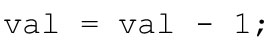 val = val - 1;